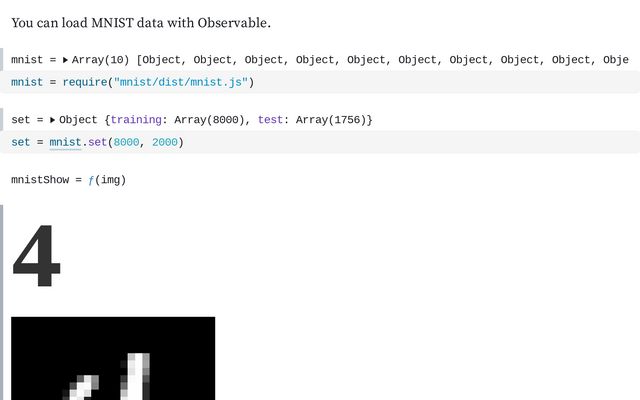 You can load MNIST data with Observable.
mnist = ▶Array(10) [Object, Object, Object, Object, Object, Object, Object, Object, Object, Obje
mnist = require("mnist/dist/mnist.js")
set = ▶Object {training: Array(8000), test: Array(1756)}
set = mnist.set(8000, 2000)
mnistShow = ƒ(img)
4